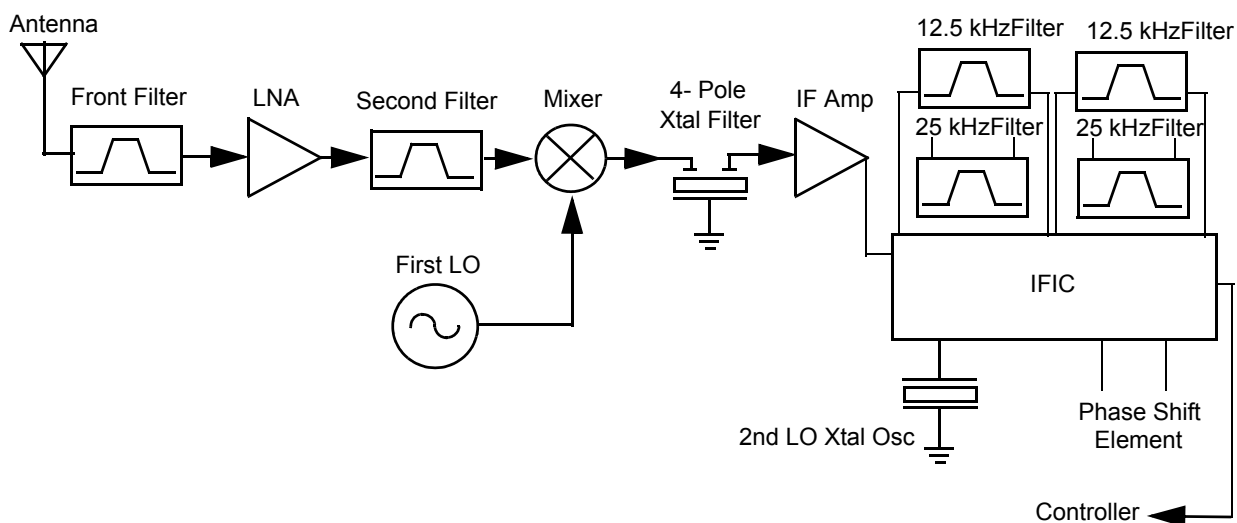 Antenna
Front Filter
LNA
Second Filter
Mixer
4- Pole
Xtal Filter
IF Amp
12.5 kHzFilter
12.5 kHzFilter
25 kHzFilter
25 kHzFilter
First LO
IFIC
2nd LO Xtal Osc
Phase Shift
Element
Controller